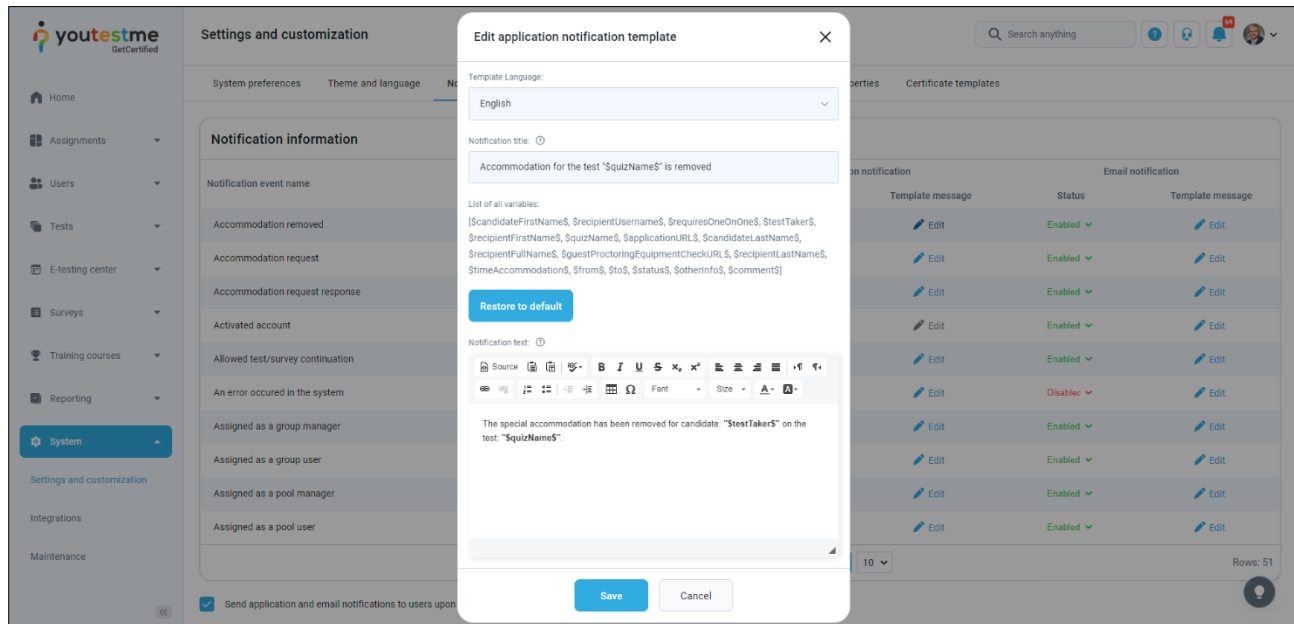 youtestme
GetCertified
Settings and customization
Search anything
54
Home
Assignments
Users
Tests
E-testing center
Surveys
Training courses
Reporting
System
Settings and customization
Integrations
Maintenance
System preferences Theme and language No perties Certificate templates
Notification information
Notification event name on notification Email notification
Template message Status Template message
Accommodation removed Edit Enabled Edit
Accommodation request Edit Enabled Edit
Accommodation request response Edit Enabled Edit
Activated account Edit Enabled Edit
Allowed test/survey continuation Edit Enabled Edit
An error occured in the system Edit Disablec Edit
Assigned as a group manager Edit Enabled Edit
Assigned as a group user Edit Enabled Edit
Assigned as a pool manager Edit Enabled Edit
Assigned as a pool user Edit Enabled Edit
10 Rows: 51
Send application and email notifications to users upon
Edit application notification template
Template Language:
English
Notification title:
Accommodation for the test "$quizName$" is removed
List of all variables:
[$candidateFirstName$, $recipientUsername$, $requiresOneOnOne$, $testTaker$,
$recipientFirstName$, $quizName$, $applicationURL$, $candidateLastName$,
$recipientFullName$, $guestProctoringEquipmentCheckURL$, $recipientLastName$,
$timeAccommodation$, $from$, $to$, $status$, $otherInfo$, $comment$]
Restore to default
Notification text:
Source B I U S x₂ x²
Ω Font Size A A
The special accommodation has been removed for candidate: "$testTaker$" on the
test: "$quizName$".
Save Cancel